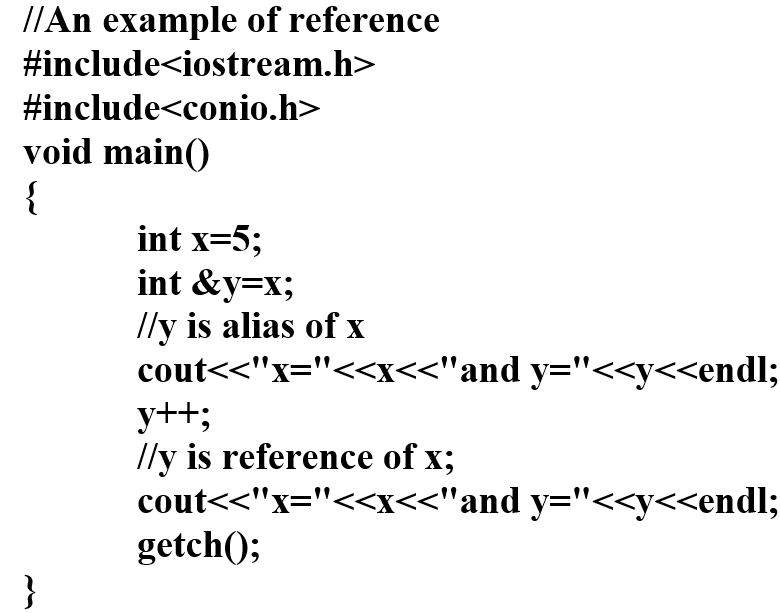 //An example of reference
#include<iostream.h>
#include<conio.h>
void main()
{
int x=5;
int &y=x;
//y is alias of x
cout<<"x="<<x<<"and y="<<y<<endl;
y++;
//y is reference of x;
cout<<"x="<<x<<"and y="<<y<<endl;
getch();
}